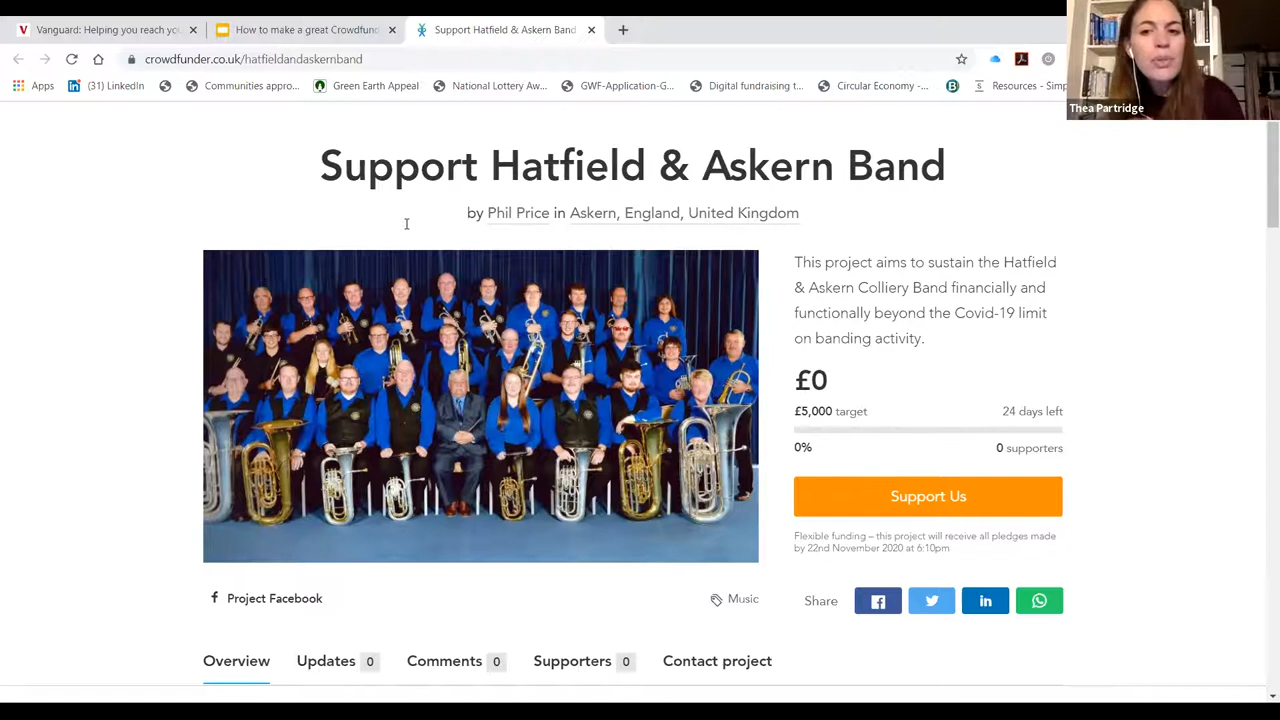 Vanguard: Helping you reach yo
How to make a great Crowdfund
Support Hatfield & Askern Band
crowdfunder.co.uk/hatfieldandaskernband
Apps
(31) LinkedIn
Communities appro...
Green Earth Appeal
National Lottery Aw...
GWF-Application-G...
Digital fundraising t...
Circular Economy -...
Resources - Simp
Thea Partridge
Support Hatfield & Askern Band
by Phil Price in Askern, England, United Kingdom
This project aims to sustain the Hatfield
& Askern Colliery Band financially and
functionally beyond the Covid-19 limit
on banding activity.
£0
£5,000 target
24 days left
0%
0 supporters
Support Us
Flexible funding – this project will receive all pledges made
by 22nd November 2020 at 6:10pm
Project Facebook
Music
Share
Overview
Updates 0
Comments 0
Supporters 0
Contact project